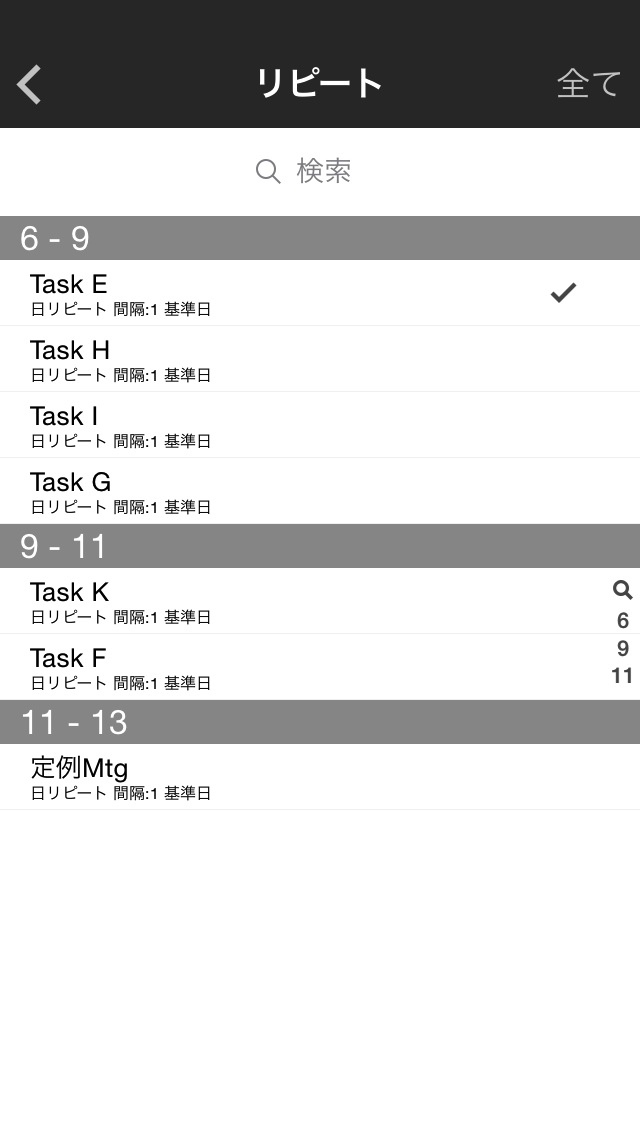 リピート
全て
検索
6 - 9
Task E
日リピート 間隔:1 基準日
Task H
日リピート 間隔:1 基準日
Task I
日リピート 間隔:1 基準日
Task G
日リピート 間隔:1 基準日
9 - 11
Task K
日リピート 間隔:1 基準日
6
9
Task F
日リピート 間隔:1 基準日
11
11 - 13
定例Mtg
日リピート 間隔:1 基準日